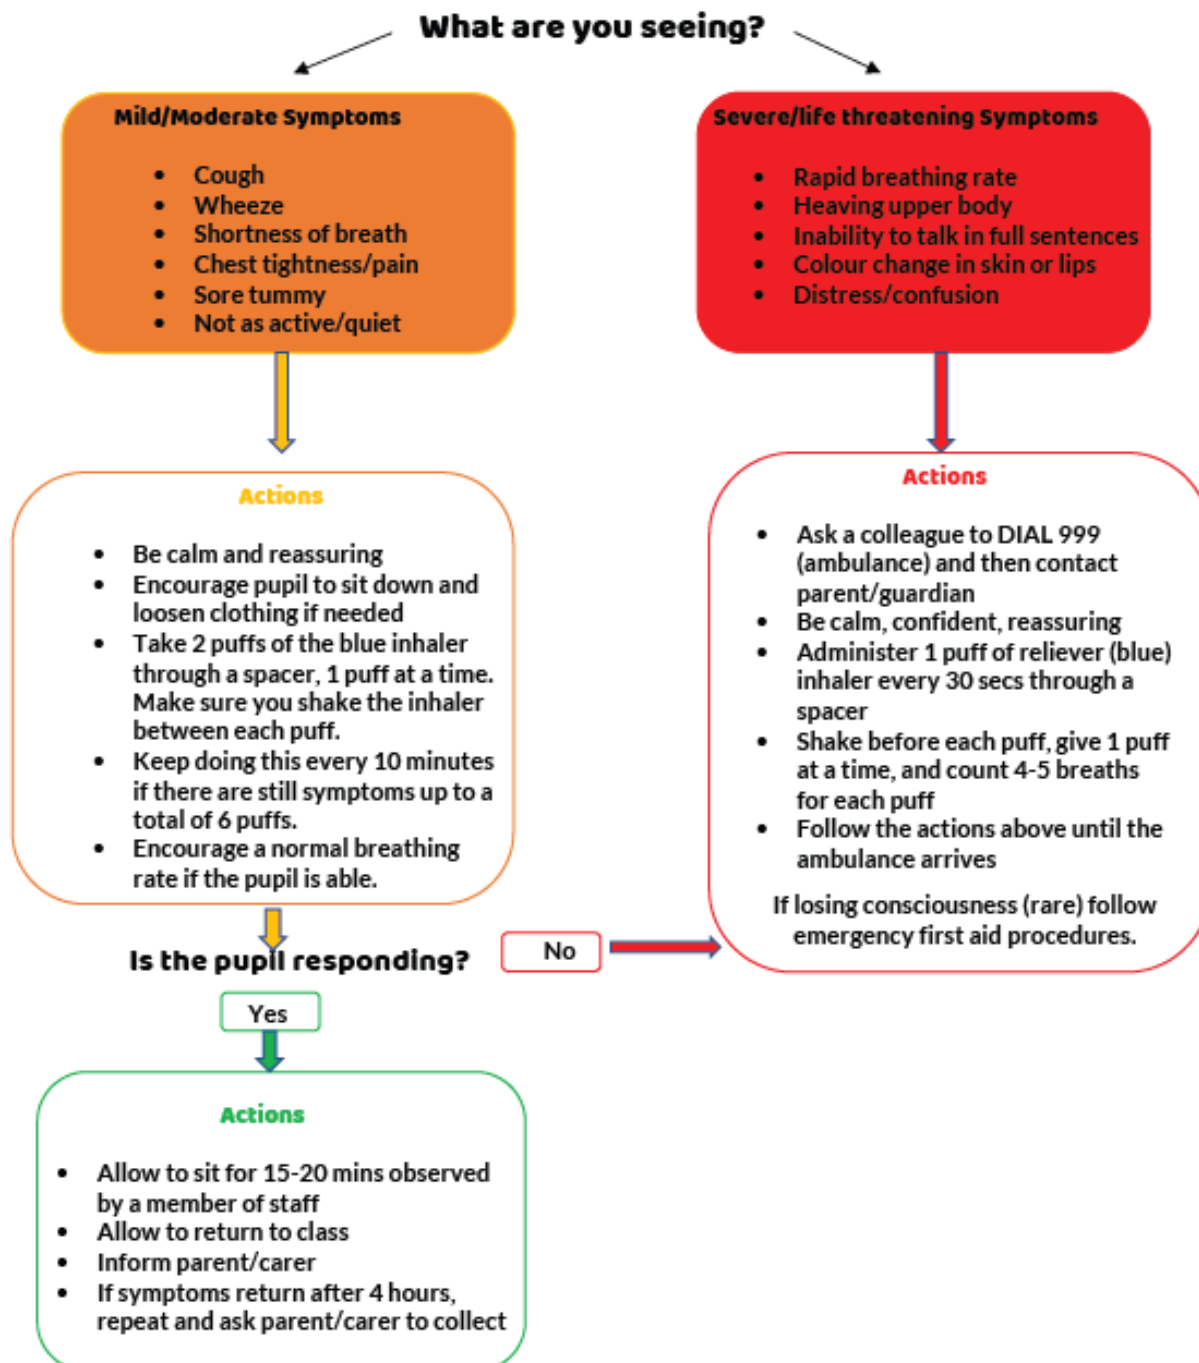 What are you seeing?
Mild/Moderate Symptoms
• Cough
• Wheeze
• Shortness of breath
• Chest tightness/pain
• Sore tummy
• Not as active/quiet
Severe/life threatening Symptoms
• Rapid breathing rate
• Heaving upper body
• Inability to talk in full sentences
• Colour change in skin or lips
• Distress/confusion
Actions
• Be calm and reassuring
• Encourage pupil to sit down and
loosen clothing if needed
• Take 2 puffs of the blue inhaler
through a spacer, 1 puff at a time.
Make sure you shake the inhaler
between each puff.
• Keep doing this every 10 minutes
if there are still symptoms up to a
total of 6 puffs.
• Encourage a normal breathing
rate if the pupil is able.
Actions
• Ask a colleague to DIAL 999
(ambulance) and then contact
parent/guardian
• Be calm, confident, reassuring
• Administer 1 puff of reliever (blue)
inhaler every 30 secs through a
spacer
• Shake before each puff, give 1 puff
at a time, and count 4-5 breaths
for each puff
• Follow the actions above until the
ambulance arrives
If losing consciousness (rare) follow
emergency first aid procedures.
Is the pupil responding?
No
Yes
Actions
• Allow to sit for 15-20 mins observed
by a member of staff
• Allow to return to class
• Inform parent/carer
• If symptoms return after 4 hours,
repeat and ask parent/carer to collect